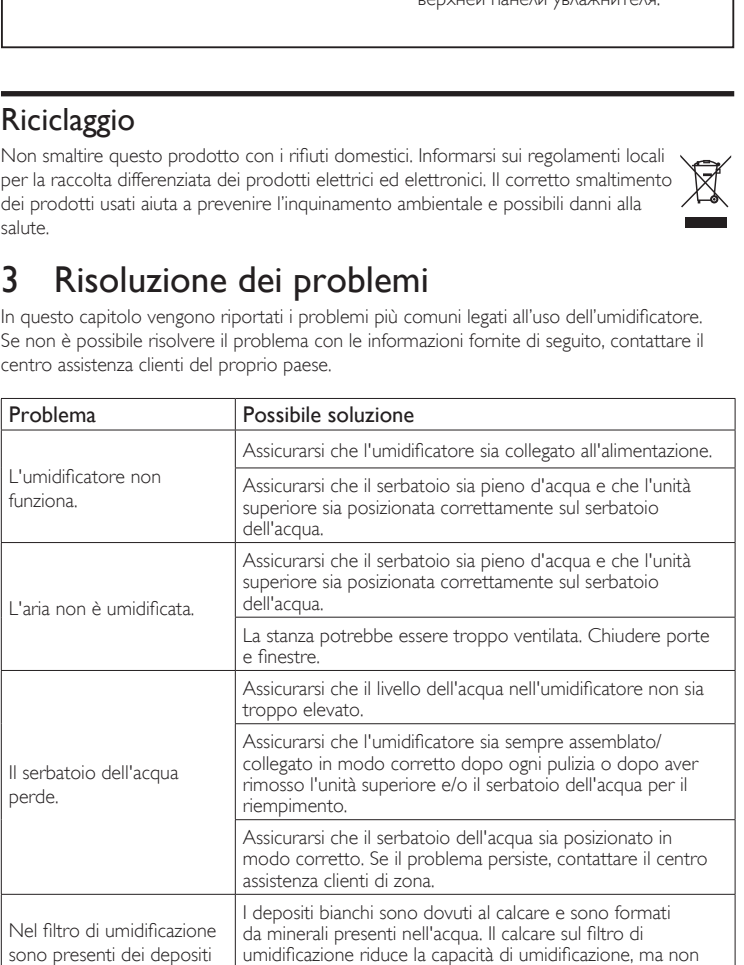 верхней панели увлажнителя.
Riciclaggio
Non smaltire questo prodotto con i rifiuti domestici. Informarsi sui regolamenti locali
per la raccolta differenziata dei prodotti elettrici ed elettronici. Il corretto smaltimento
dei prodotti usati aiuta a prevenire l'inquinamento ambientale e possibili danni alla
salute.
3 Risoluzione dei problemi
In questo capitolo vengono riportati i problemi più comuni legati all'uso dell'umidificatore.
Se non è possibile risolvere il problema con le informazioni fornite di seguito, contattare il
centro assistenza clienti del proprio paese.
Problema
Possibile soluzione
L'umidificatore non
funziona.
Assicurarsi che l'umidificatore sia collegato all'alimentazione.
Assicurarsi che il serbatoio sia pieno d'acqua e che l'unità
superiore sia posizionata correttamente sul serbatoio
dell'acqua.
L'aria non è umidificata.
Assicurarsi che il serbatoio sia pieno d'acqua e che l'unità
superiore sia posizionata correttamente sul serbatoio
dell'acqua.
La stanza potrebbe essere troppo ventilata. Chiudere porte
e finestre.
Il serbatoio dell'acqua
perde.
Assicurarsi che il livello dell'acqua nell'umidificatore non sia
troppo elevato.
Assicurarsi che l'umidificatore sia sempre assemblato/
collegato in modo corretto dopo ogni pulizia o dopo aver
rimosso l'unità superiore e/o il serbatoio dell'acqua per il
riempimento.
Assicurarsi che il serbatoio dell'acqua sia posizionato in
modo corretto. Se il problema persiste, contattare il centro
assistenza clienti di zona.
Nel filtro di umidificazione
sono presenti dei depositi
I depositi bianchi sono dovuti al calcare e sono formati
da minerali presenti nell'acqua. Il calcare sul filtro di
umidificazione riduce la capacità di umidificazione, ma non